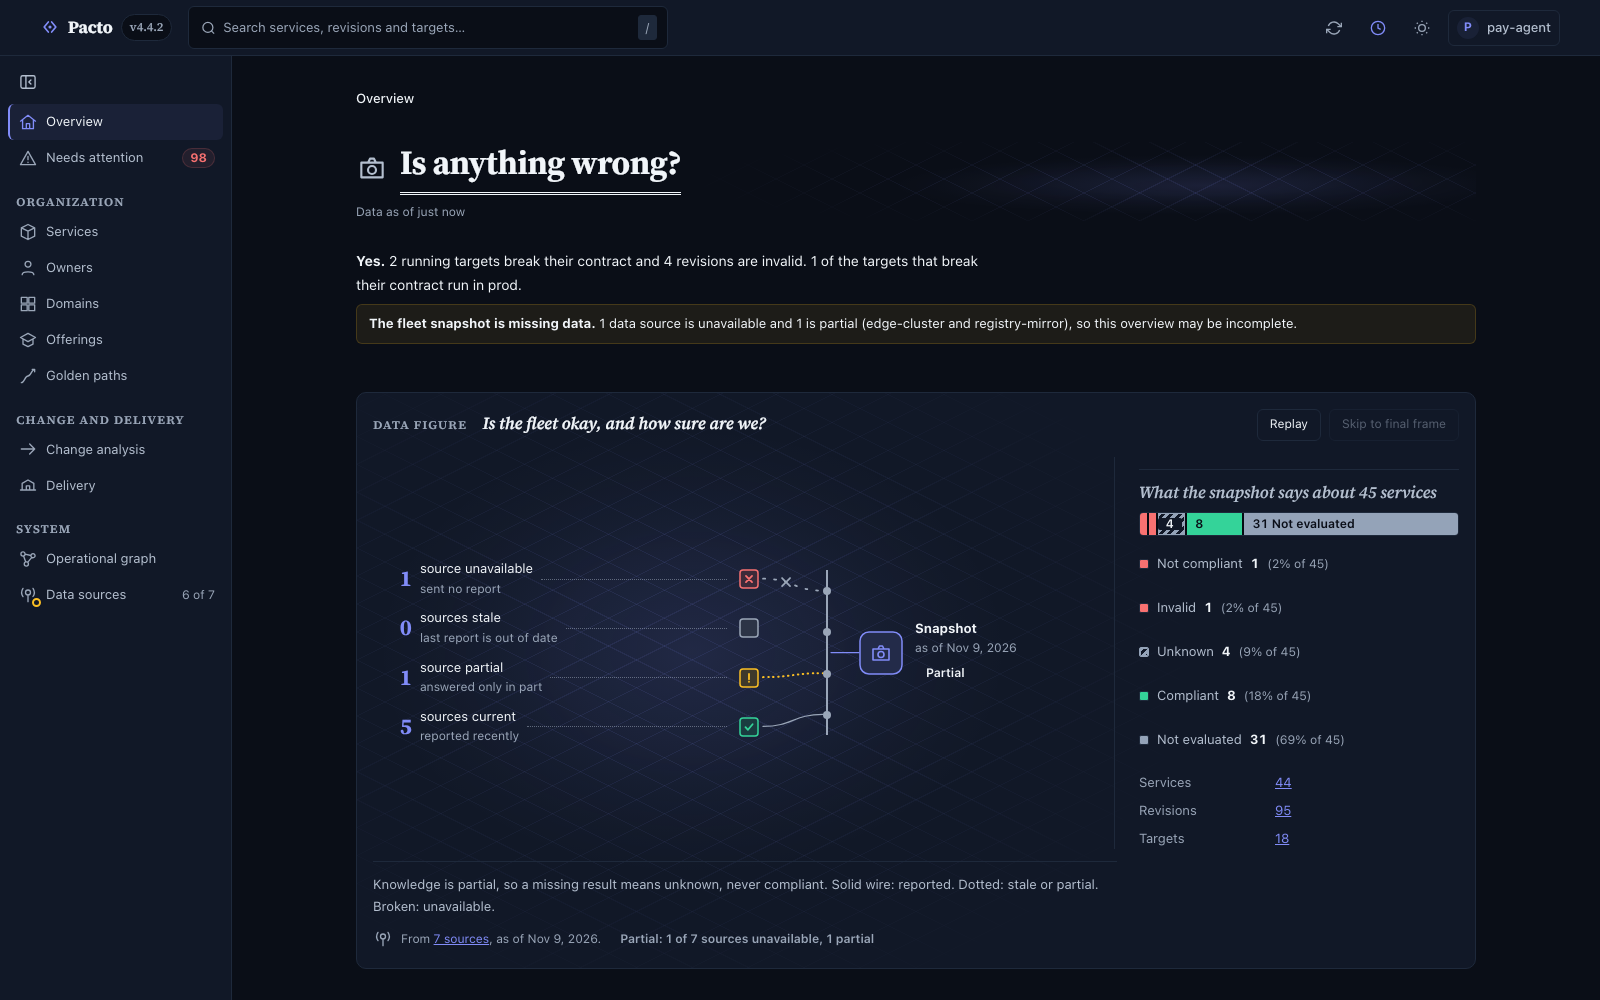 Pacto
v4.4.2
Search services, revisions and targets...
/
P
pay-agent
Overview
Needs attention
98
ORGANIZATION
Services
Owners
Domains
Offerings
Golden paths
CHANGE AND DELIVERY
Change analysis
Delivery
SYSTEM
Operational graph
Data sources
6 of 7
Overview
Is anything wrong?
Data as of just now
Yes. 2 running targets break their contract and 4 revisions are invalid. 1 of the targets that break
their contract run in prod.
The fleet snapshot is missing data. 1 data source is unavailable and 1 is partial (edge-cluster and registry-mirror), so this overview may be incomplete.
DATA FIGURE
Is the fleet okay, and how sure are we?
Replay
Skip to final frame
1
source unavailable
sent no report
0
sources stale
last report is out of date
1
source partial
answered only in part
5
sources current
reported recently
Snapshot
as of Nov 9, 2026
Partial
What the snapshot says about 45 services
4
8
31 Not evaluated
Not compliant 1 (2% of 45)
Invalid 1 (2% of 45)
Unknown 4 (9% of 45)
Compliant 8 (18% of 45)
Not evaluated 31 (69% of 45)
Services 44
Revisions 95
Targets 18
Knowledge is partial, so a missing result means unknown, never compliant. Solid wire: reported. Dotted: stale or partial.
Broken: unavailable.
From 7 sources, as of Nov 9, 2026.
Partial: 1 of 7 sources unavailable, 1 partial